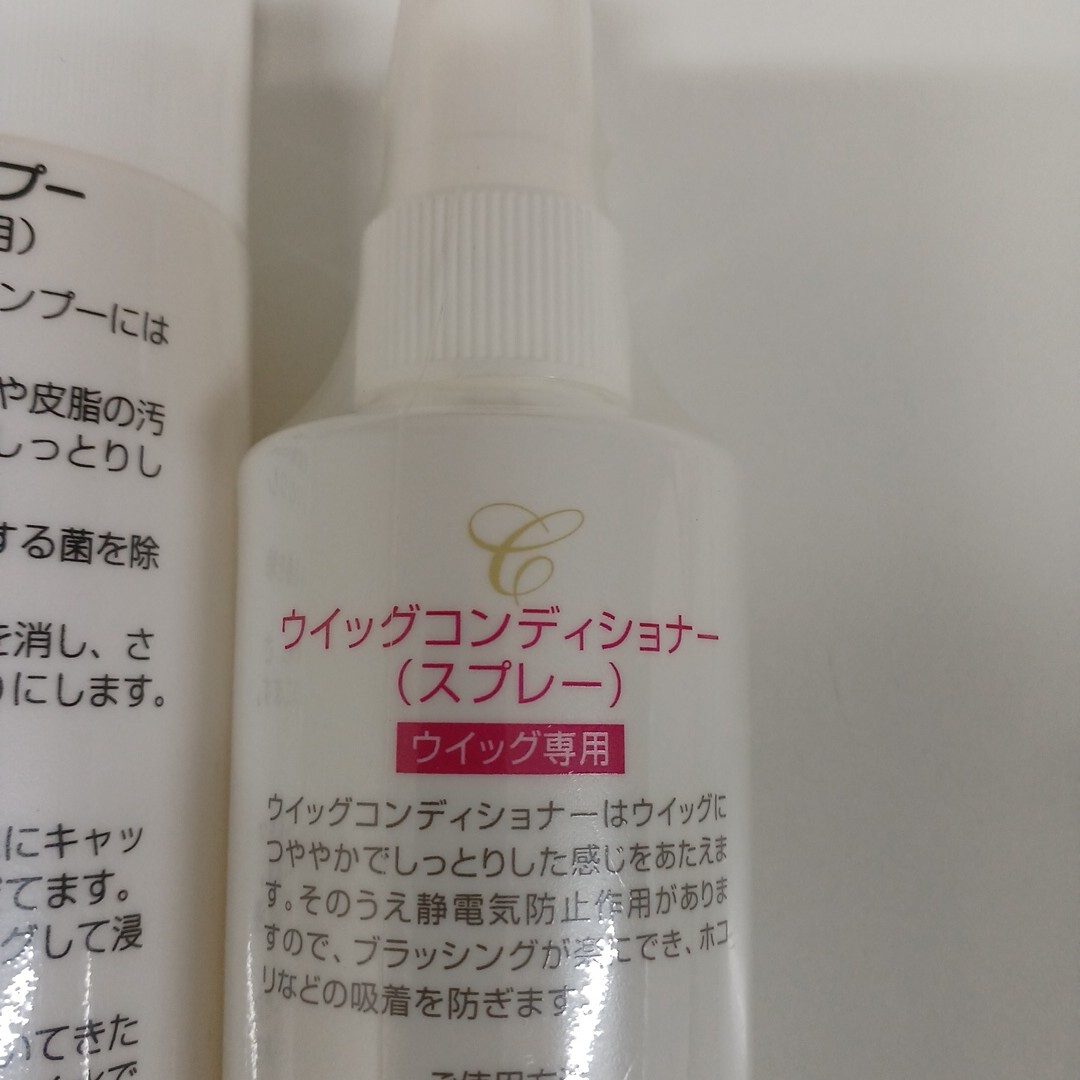 プー
用）
ンプーには
や皮脂の汚
しっとりし
する菌を除
を消し、さ
りにします。
にキャッ
てます。
グして浸
いてきた
C
ウイッグコンディショナー
（スプレー）
ウイッグ専用
ウイッグコンディショナーはウイッグに
つややかでしっとりした感じをあたえま
す。そのうえ静電気防止作用がありま
すので、ブラッシングが楽にでき、ホコ
リなどの吸着を防ぎます。